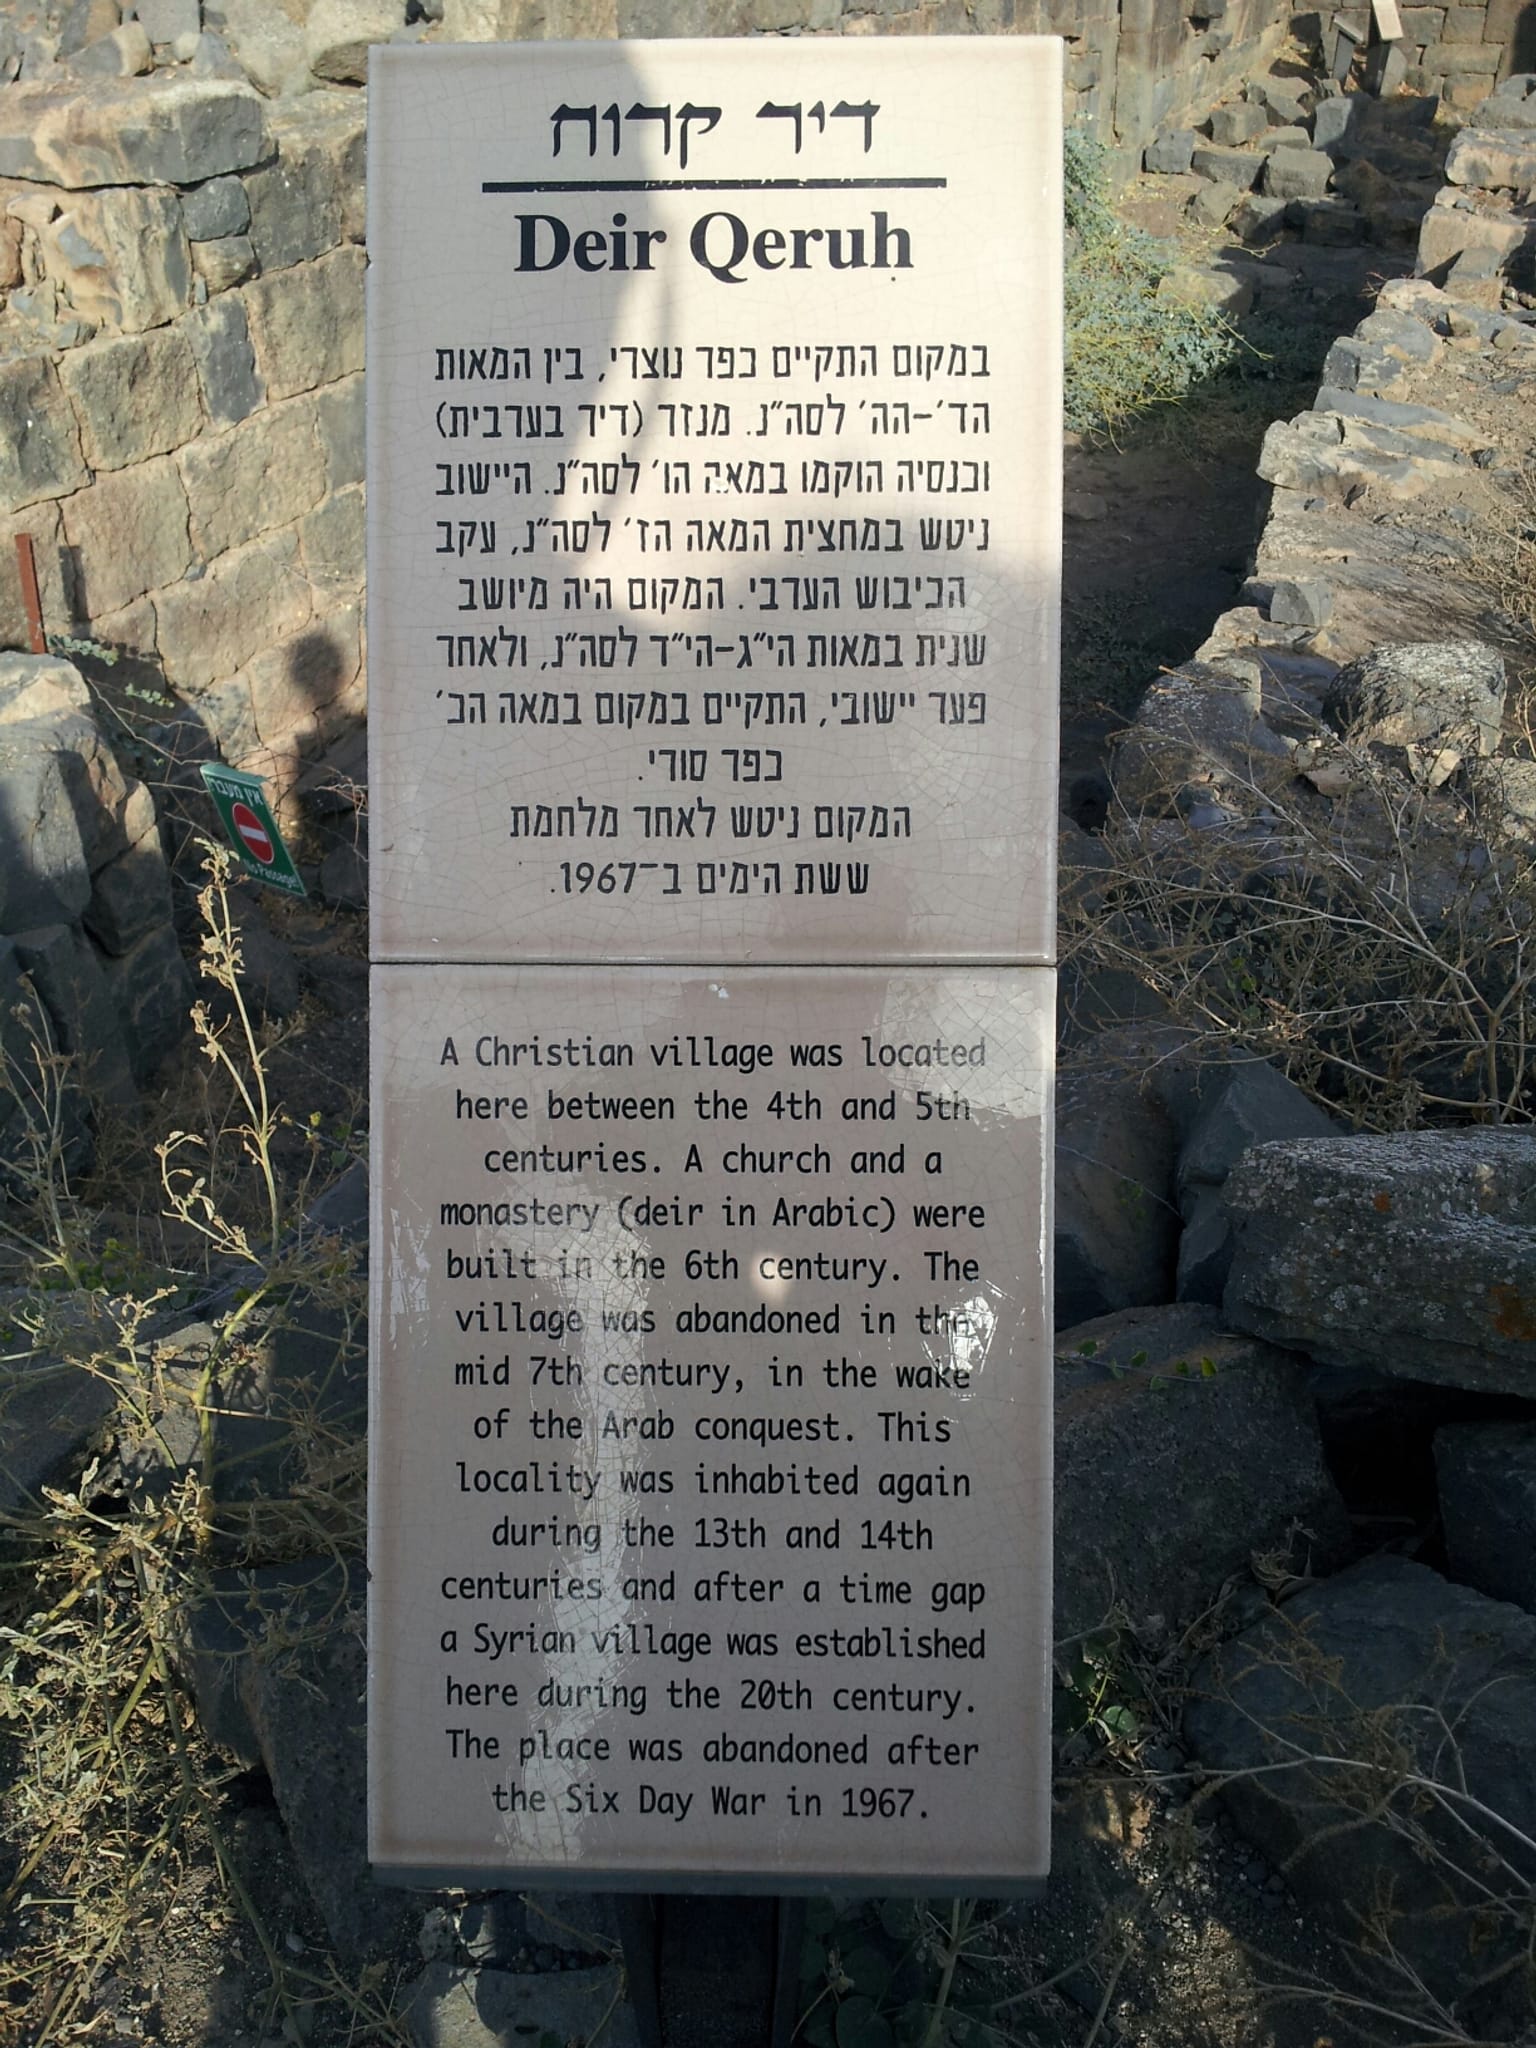 דיר קרוח
Deir Qeruh
במקום התקיים כפר נוצרי, בין המאות
הד׳-הה׳ לסה״נ. מנזר (דיר בערבית)
וכנסיה הוקמו במאה הו׳ לסה״נ. היישוב
ניטש במחצית המאה הז׳ לסה״נ, עקב
הכיבוש הערבי. המקום היה מיושב
שנית במאות הי״ג-הי״ד לסה״נ, ולאחר
פער יישובי, התקיים במקום במאה הכ׳
כפר סורי.
המקום ניטש לאחר מלחמת
ששת הימים ב-1967.
A Christian village was located
here between the 4th and 5th
centuries. A church and a
monastery (deir in Arabic) were
built in the 6th century. The
village was abandoned in the
mid 7th century, in the wake
of the Arab conquest. This
locality was inhabited again
during the 13th and 14th
centuries and after a time gap
a Syrian village was established
here during the 20th century.
The place was abandoned after
the Six Day War in 1967.
אין מעבר
No Passage